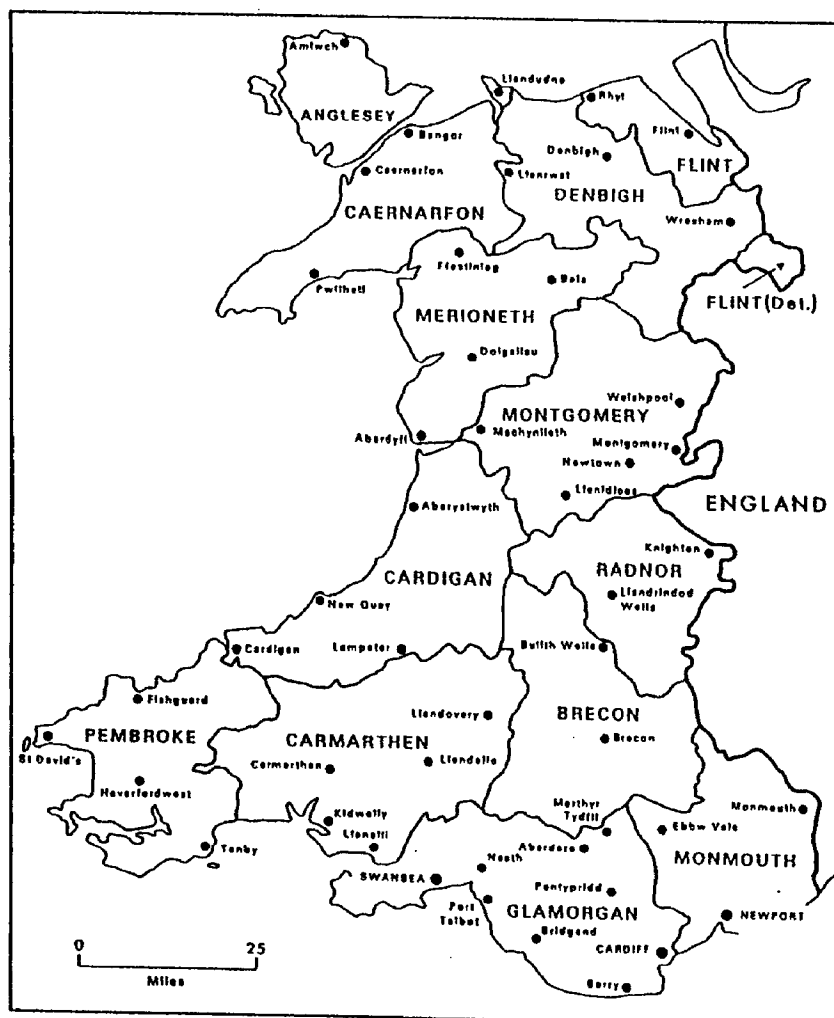 Amlwch
Llandudno
Rhyl
ANGLESEY
Bangor
Flint
Denbigh
FLINT
Caernarfon
Llanrwst
DENBIGH
CAERNARFON
Wrexham
Ffestiniog
Bala
Pwllheli
FLINT (Det.)
MERIONETH
Dolgellau
Welshpool
MONTGOMERY
Aberdyfi
Machynlleth
Montgomery
Newtown
Llanidloes
ENGLAND
Aberystwyth
Knighton
CARDIGAN
RADNOR
New Quay
Llandrindod
Wells
Cardigan
Lampeter
Builth Wells
Fishguard
Llandovery
BRECON
PEMBROKE
CARMARTHEN
Brecon
St David's
Carmarthen
Llandeilo
Haverfordwest
Merthyr
Tydfil
Monmouth
Kidwelly
Ebbw Vale
Llanelli
Aberdare
Tenby
Neath
MONMOUTH
SWANSEA
Pontypridd
Port
Talbot
GLAMORGAN
NEWPORT
Bridgend
CARDIFF
Barry
0
25
Miles